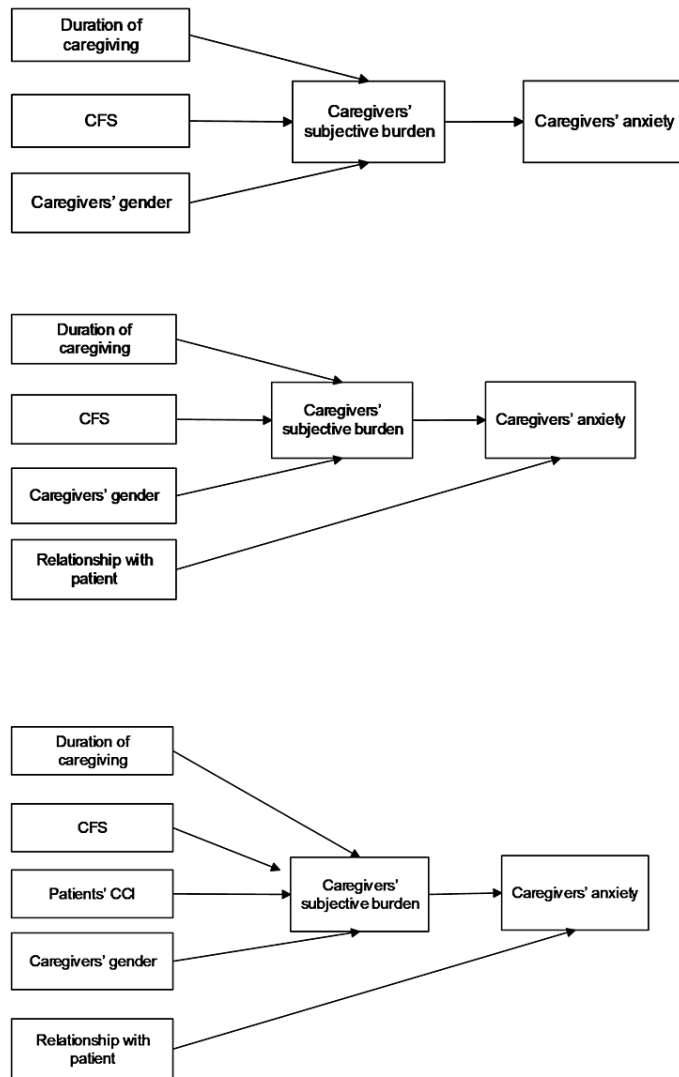 Duration of
caregiving
CFS
Caregivers' gender
Caregivers'
subjective burden
Caregivers' anxiety
Duration of
caregiving
CFS
Caregivers' gender
Relationship with
patient
Caregivers'
subjective burden
Caregivers' anxiety
Duration of
caregiving
CFS
Patients' CCI
Caregivers' gender
Relationship with
patient
Caregivers'
subjective burden
Caregivers' anxiety